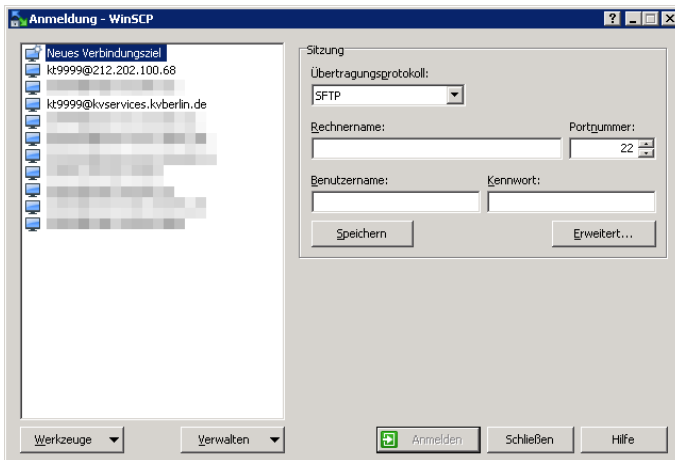 Anmeldung - WinSCP
Neues Verbindungsziel
kt9999@212.202.100.68
kt9999@kvservices.kvberlin.de
Sitzung
Übertragungsprotokoll:
SFTP
Rechnername:
Portnummer:
22
Benutzername:
Kennwort:
Speichern
Erweitert...
Werkzeuge
Verwalten
Anmelden
Schließen
Hilfe